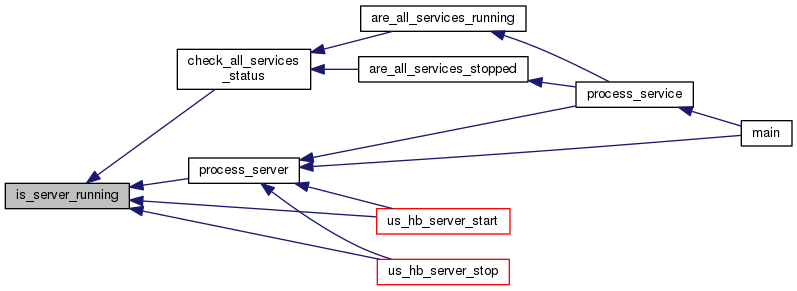 are_all_services_running
check_all_services
_status
are_all_services_stopped
process_service
main
process_server
is_server_running
us_hb_server_start
us_hb_server_stop